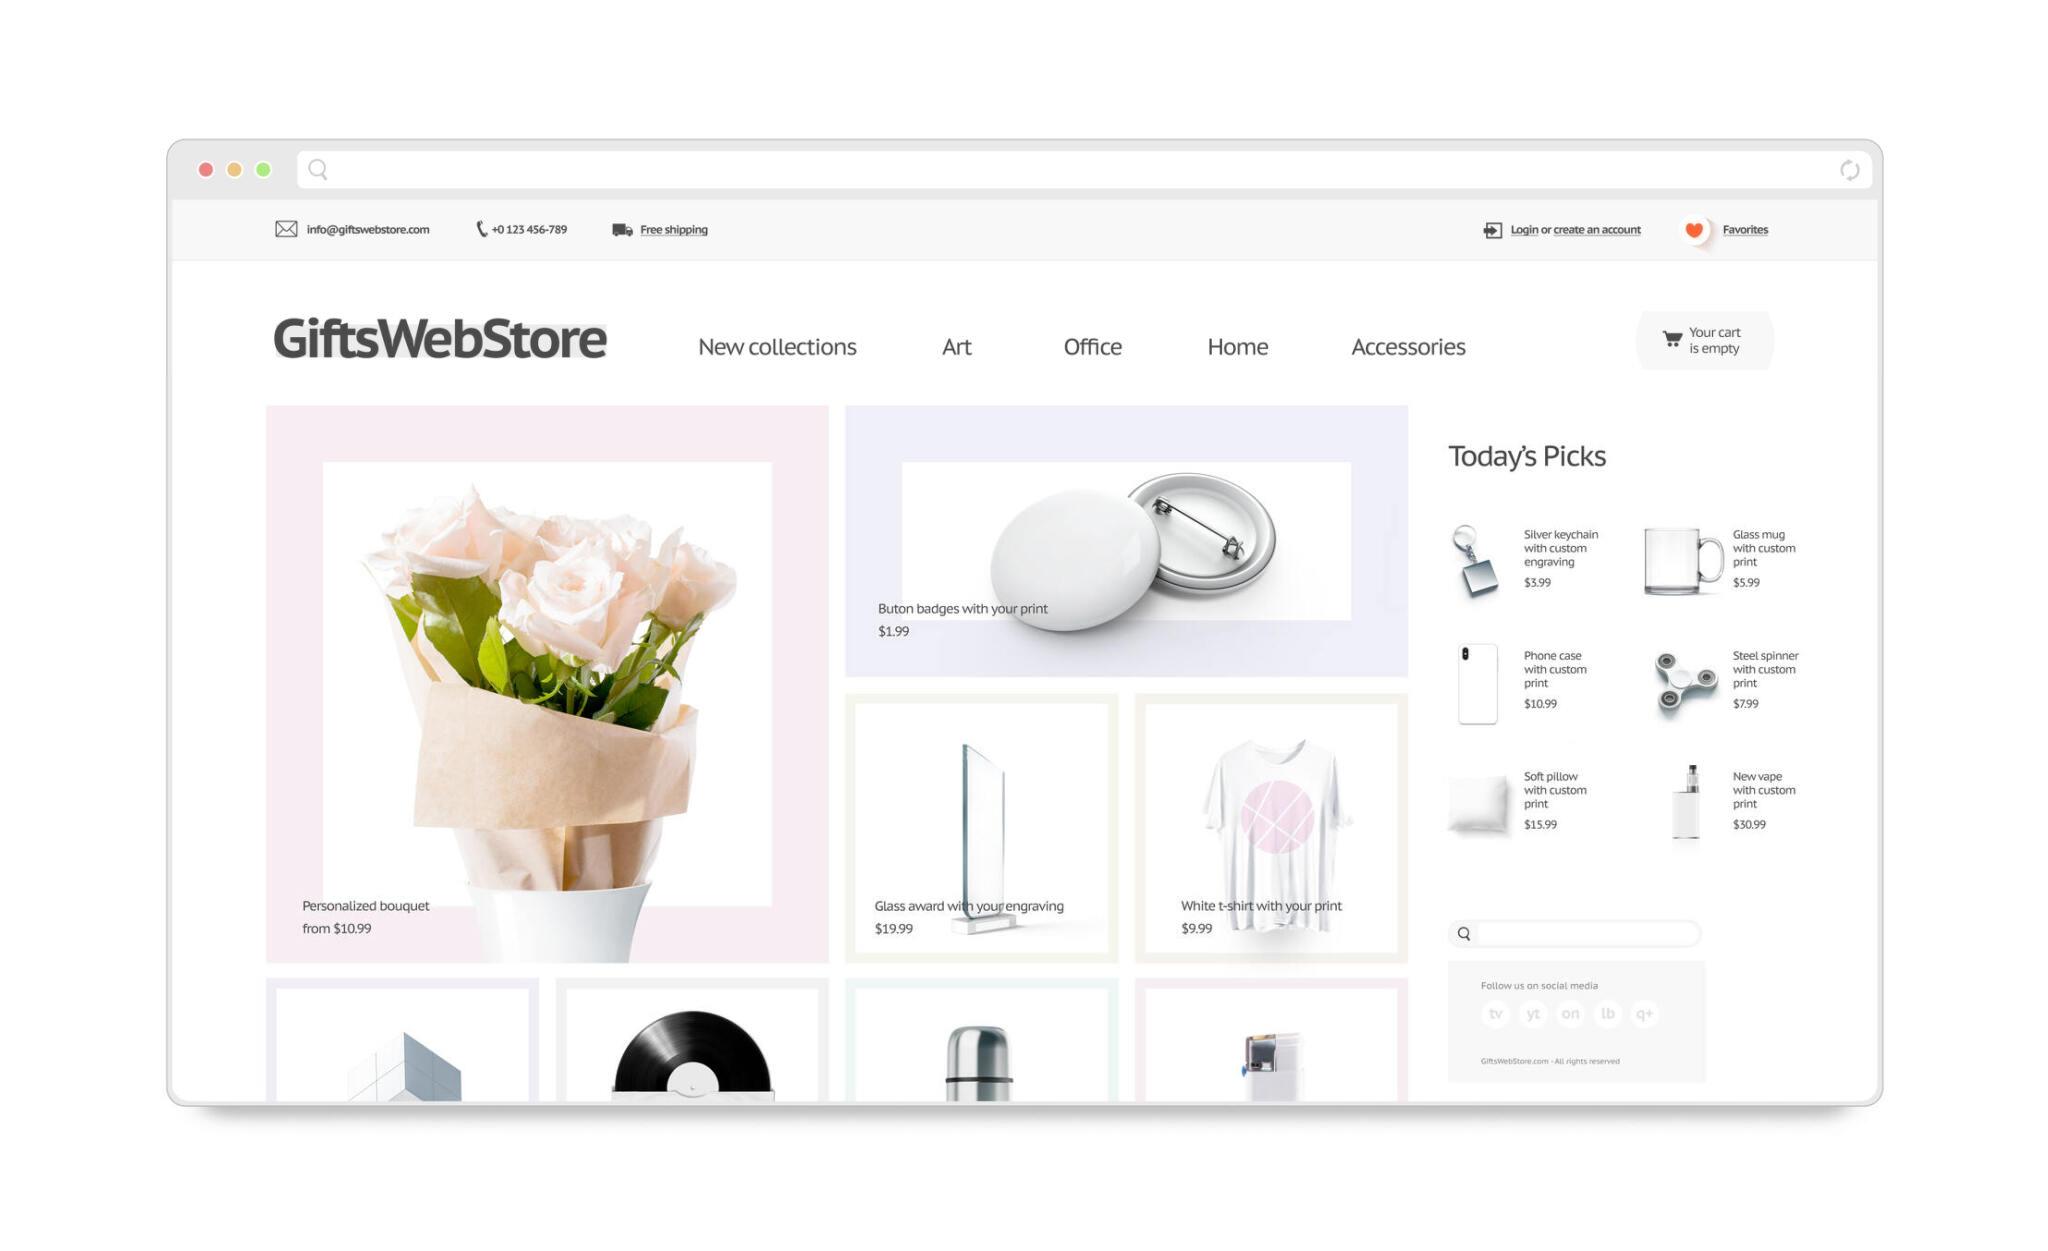 info@giftswebstore.com
+0 123 456-789
Free shipping
Login or create an account
Favorites
GiftsWebStore
New collections
Art
Office
Home
Accessories
Your cart
is empty
Personalized bouquet
from $10.99
Buton badges with your print
$1.99
Glass award with your engraving
$19.99
White t-shirt with your print
$9.99
Today's Picks
Silver keychain
with custom
engraving
$3.99
Glass mug
with custom
print
$5.99
Phone case
with custom
print
$10.99
Steel spinner
with custom
print
$7.99
Soft pillow
with custom
print
$15.99
New vape
with custom
print
$30.99
Follow us on social media
tv yt on lb q+
GiftsWebStore.com - All rights reserved